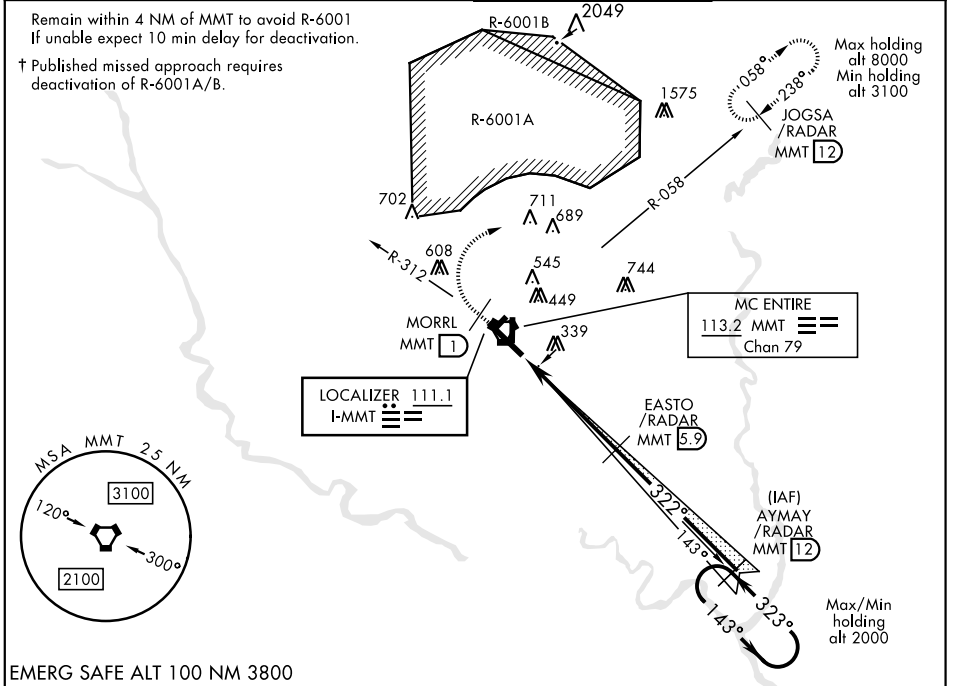 Remain within 4 NM of MMT to avoid R-6001
If unable expect 10 min delay for deactivation.
† Published missed approach requires
deactivation of R-6001A/B.
R-6001B
2049
R-6001A
1575
058°
238°
Max holding
alt 8000
Min holding
alt 3100
JOGSA
/RADAR
MMT 12
R-058
702
711
689
R-312
608
545
449
744
MORRL
MMT 1
339
MC ENTIRE
113.2 MMT
Chan 79
LOCALIZER 111.1
I-MMT
EASTO
/RADAR
MMT 5.9
322°
143°
(IAF)
AYMAY
/RADAR
MMT 12
323°
143°
Max/Min
holding
alt 2000
MSA MMT 25 NM
3100
120°
300°
2100
EMERG SAFE ALT 100 NM 3800